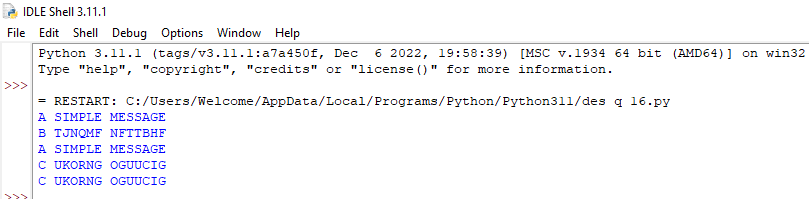 IDLE Shell 3.11.1
File Edit Shell Debug Options Window Help
Python 3.11.1 (tags/v3.11.1:a7a450f, Dec  6 2022, 19:58:39) [MSC v.1934 64 bit (AMD64)] on win32
Type "help", "copyright", "credits" or "license()" for more information.
>>>
= RESTART: C:/Users/Welcome/AppData/Local/Programs/Python/Python311/des q 16.py
A SIMPLE MESSAGE
B TJNQMF NFTTBHF
A SIMPLE MESSAGE
C UKORNG OGUUCIG
C UKORNG OGUUCIG
>>>